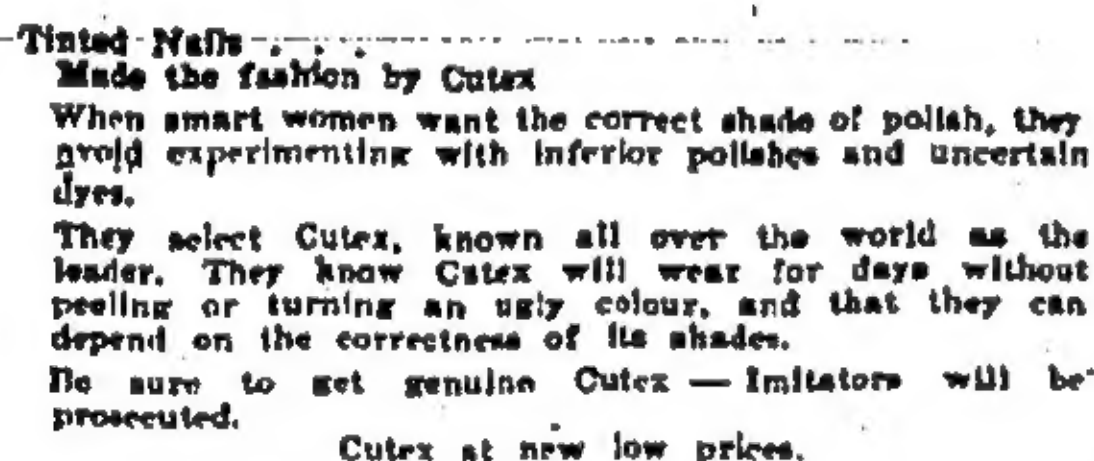 Tinted Nails . . .
Made the fashion by Cutex
When smart women want the correct shade of polish, they
avoid experimenting with inferior polishes and uncertain
dyes.
They select Cutex, known all over the world as the
leader. They know Cutex will wear for days without
peeling or turning an ugly colour, and that they can
depend on the correctness of its shades.
Be sure to get genuine Cutex — Imitators will be
prosecuted.
Cutex at new low prices.